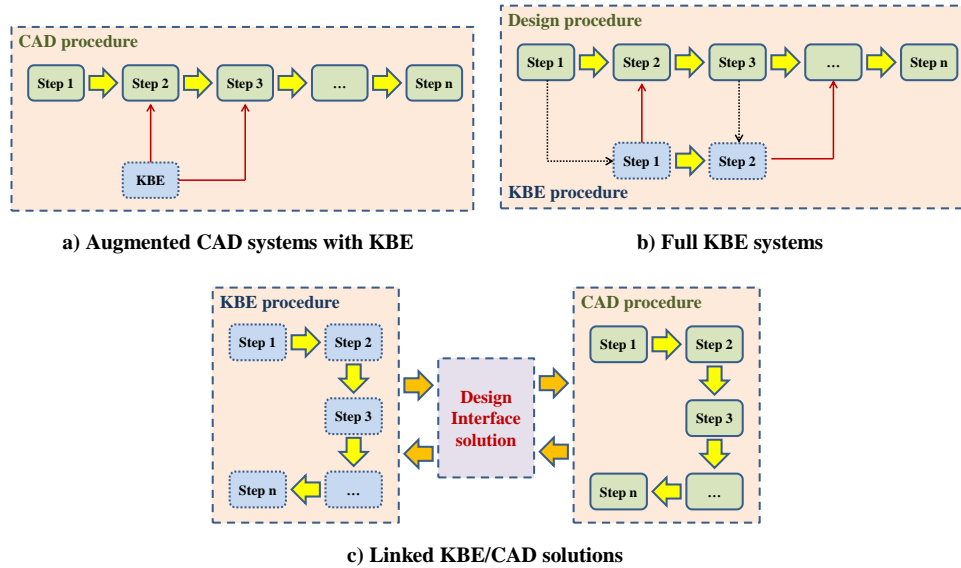 CAD procedure
Step 1
Step 2
Step 3
...
Step n
KBE
a) Augmented CAD systems with KBE
Design procedure
Step 1
Step 2
Step 3
...
Step n
Step 1
Step 2
KBE procedure
b) Full KBE systems
KBE procedure
Step 1
Step 2
Step 3
Step n
...
Design
Interface
solution
CAD procedure
Step 1
Step 2
Step 3
Step n
...
c) Linked KBE/CAD solutions